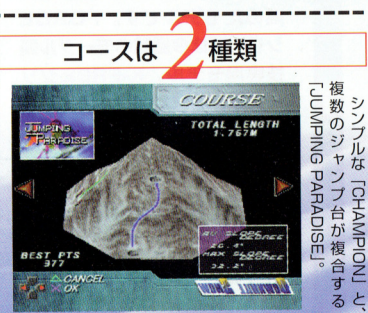 コースは2種類
シンプルな「CHAMPION」と、
複数のジャンプ台が複合する
「JUMPING PARADISE」。
COURSE
JUMPING
PARADISE
TOTAL LENGTH
1.767M
AV SLOPE
DEGREE
26.4°
MAX SLOPE
DEGREE
32.2°
BEST PTS
377
△CANCEL
×OK